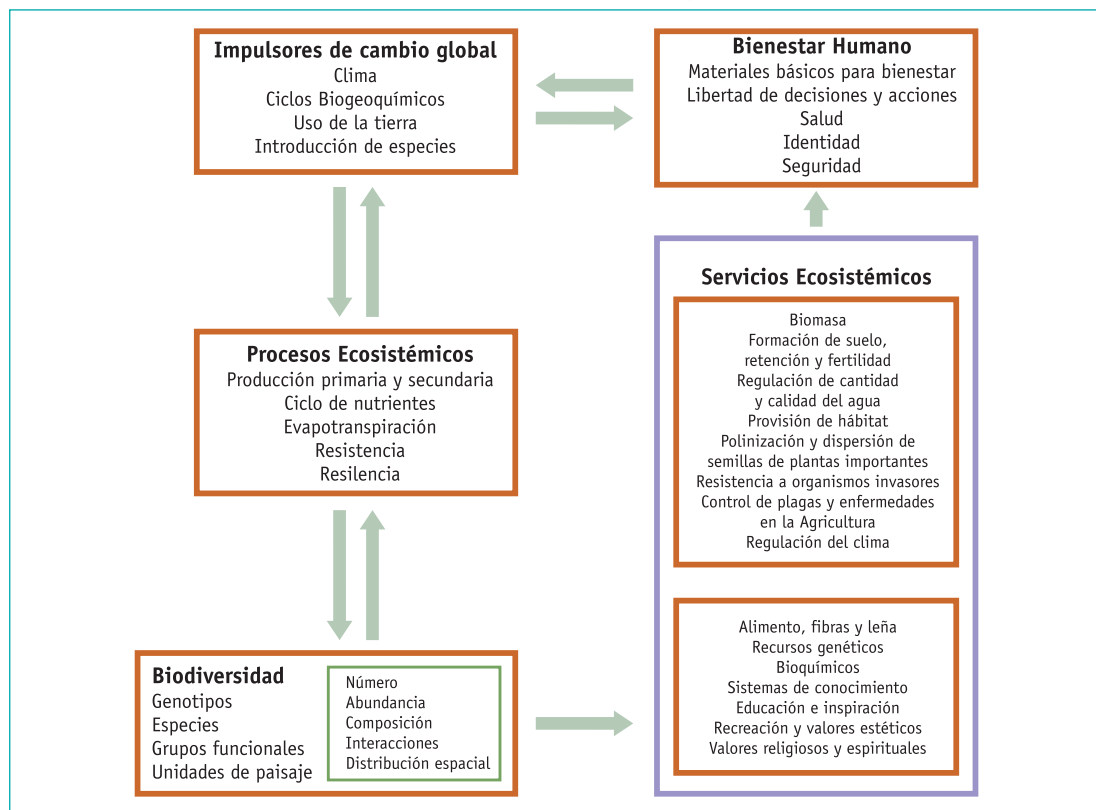 Impulsores de cambio global
Clima
Ciclos Biogeoquímicos
Uso de la tierra
Introducción de especies
Bienestar Humano
Materiales básicos para bienestar
Libertad de decisiones y acciones
Salud
Identidad
Seguridad
Procesos Ecosistémicos
Producción primaria y secundaria
Ciclo de nutrientes
Evapotranspiración
Resistencia
Resilencia
Servicios Ecosistémicos
Biomasa
Formación de suelo,
retención y fertilidad
Regulación de cantidad
y calidad del agua
Provisión de hábitat
Polinización y dispersión de
semillas de plantas importantes
Resistencia a organismos invasores
Control de plagas y enfermedades
en la Agricultura
Regulación del clima
Alimento, fibras y leña
Recursos genéticos
Bioquímicos
Sistemas de conocimiento
Educación e inspiración
Recreación y valores estéticos
Valores religiosos y espirituales
Biodiversidad
Genotipos
Especies
Grupos funcionales
Unidades de paisaje
Número
Abundancia
Composición
Interacciones
Distribución espacial